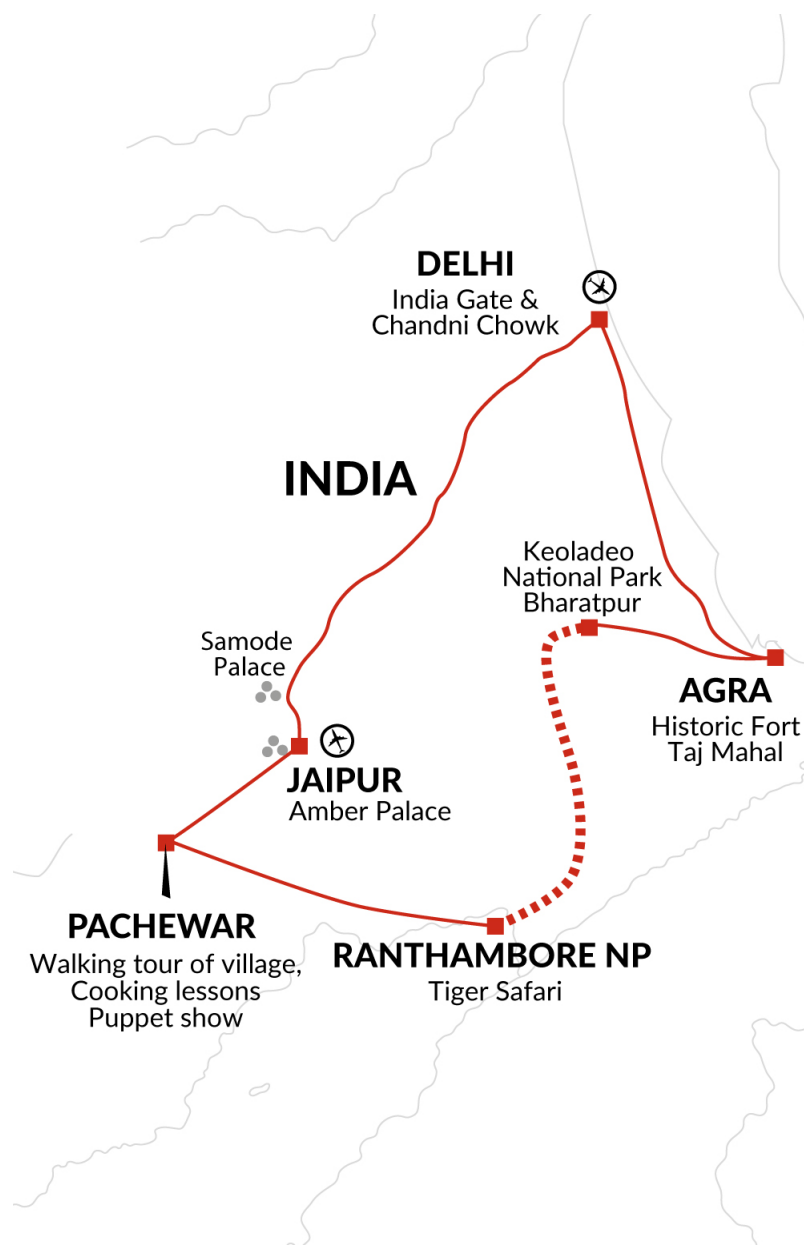 DELHI
India Gate &
Chandni Chowk
INDIA
Keoladeo
National Park
Bharatpur
Samode
Palace
AGRA
Historic Fort
Taj Mahal
JAIPUR
Amber Palace
PACHEWAR
Walking tour of village,
Cooking lessons
Puppet show
RANTHAMBORE NP
Tiger Safari